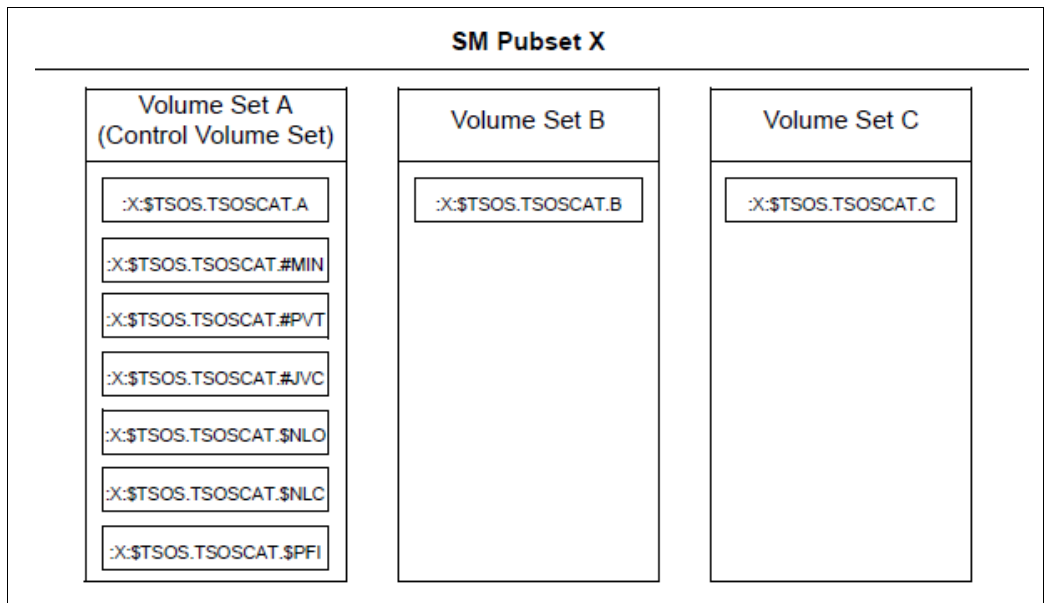 SM Pubset X
Volume Set A
(Control Volume Set)
:X:$TSOS.TSOSCAT.A
:X:$TSOS.TSOSCAT.#MIN
:X:$TSOS.TSOSCAT.#PVT
:X:$TSOS.TSOSCAT.#JVC
:X:$TSOS.TSOSCAT.$NLO
:X:$TSOS.TSOSCAT.$NLC
:X:$TSOS.TSOSCAT.$PFI
Volume Set B
:X:$TSOS.TSOSCAT.B
Volume Set C
:X:$TSOS.TSOSCAT.C